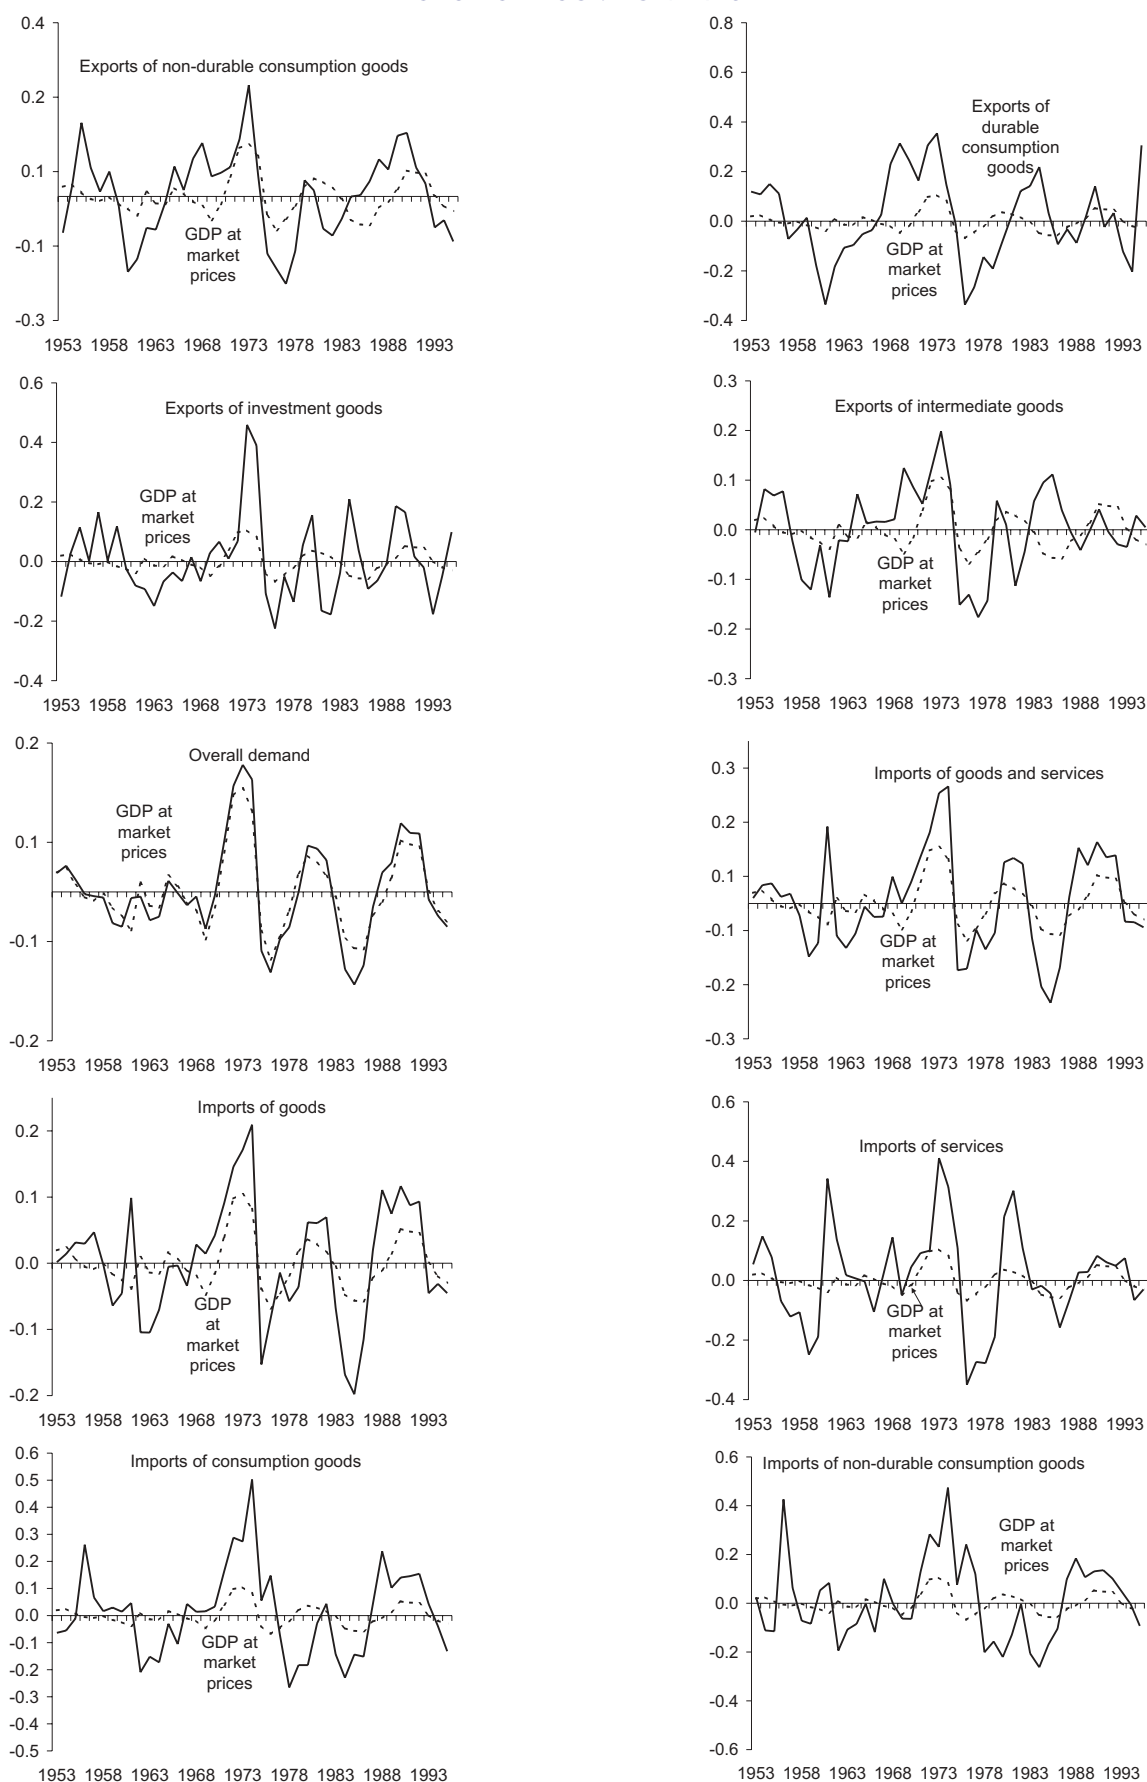 0.4
0.2
0.1
-0.1
-0.3
Exports of non-durable consumption goods
GDP at
market
prices
1953 1958 1963 1968 1973 1978 1983 1988 1993
0.8
0.6
0.4
0.2
0.0
-0.2
-0.4
Exports of
durable
consumption
goods
GDP at
market
prices
1953 1958 1963 1968 1973 1978 1983 1988 1993
0.6
0.4
0.2
0.0
-0.2
-0.4
Exports of investment goods
GDP at
market
prices
1953 1958 1963 1968 1973 1978 1983 1988 1993
0.3
0.2
0.1
0.0
-0.1
-0.2
-0.3
Exports of intermediate goods
GDP at
market
prices
1953 1958 1963 1968 1973 1978 1983 1988 1993
0.2
0.1
-0.1
-0.2
Overall demand
GDP at
market
prices
1953 1958 1963 1968 1973 1978 1983 1988 1993
0.3
0.2
0.1
-0.1
-0.2
-0.3
Imports of goods and services
GDP at
market
prices
1953 1958 1963 1968 1973 1978 1983 1988 1993
0.2
0.1
0.0
-0.1
-0.2
Imports of goods
GDP
at
market
prices
1953 1958 1963 1968 1973 1978 1983 1988 1993
0.6
0.4
0.2
0.0
-0.2
-0.4
Imports of services
GDP at
market
prices
1953 1958 1963 1968 1973 1978 1983 1988 1993
0.6
0.5
0.4
0.3
0.2
0.1
0.0
-0.1
-0.2
-0.3
-0.4
-0.5
Imports of consumption goods
GDP at
market
prices
1953 1958 1963 1968 1973 1978 1983 1988 1993
0.6
0.4
0.2
0.0
-0.2
-0.4
-0.6
Imports of non-durable consumption goods
GDP at
market
prices
1953 1958 1963 1968 1973 1978 1983 1988 1993